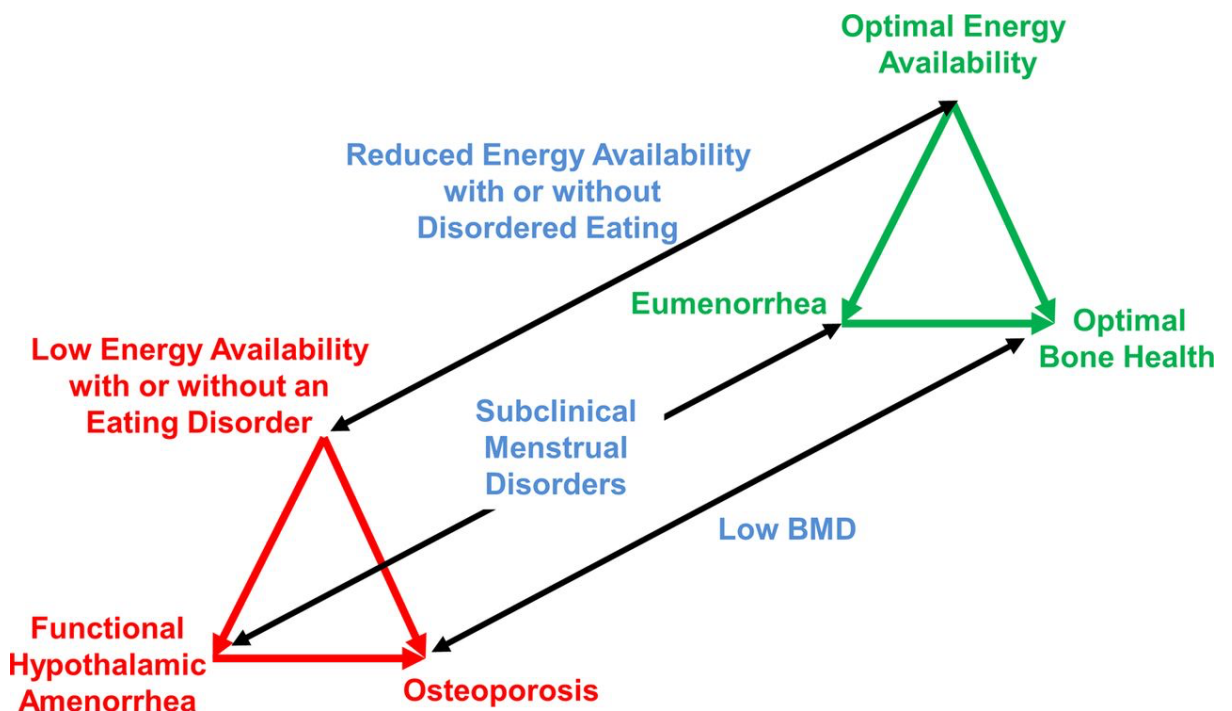 Optimal Energy
Availability
Reduced Energy Availability
with or without
Disordered Eating
Eumenorrhea
Optimal
Bone Health
Low Energy Availability
with or without an
Eating Disorder
Subclinical
Menstrual
Disorders
Low BMD
Functional
Hypothalamic
Amenorrhea
Osteoporosis